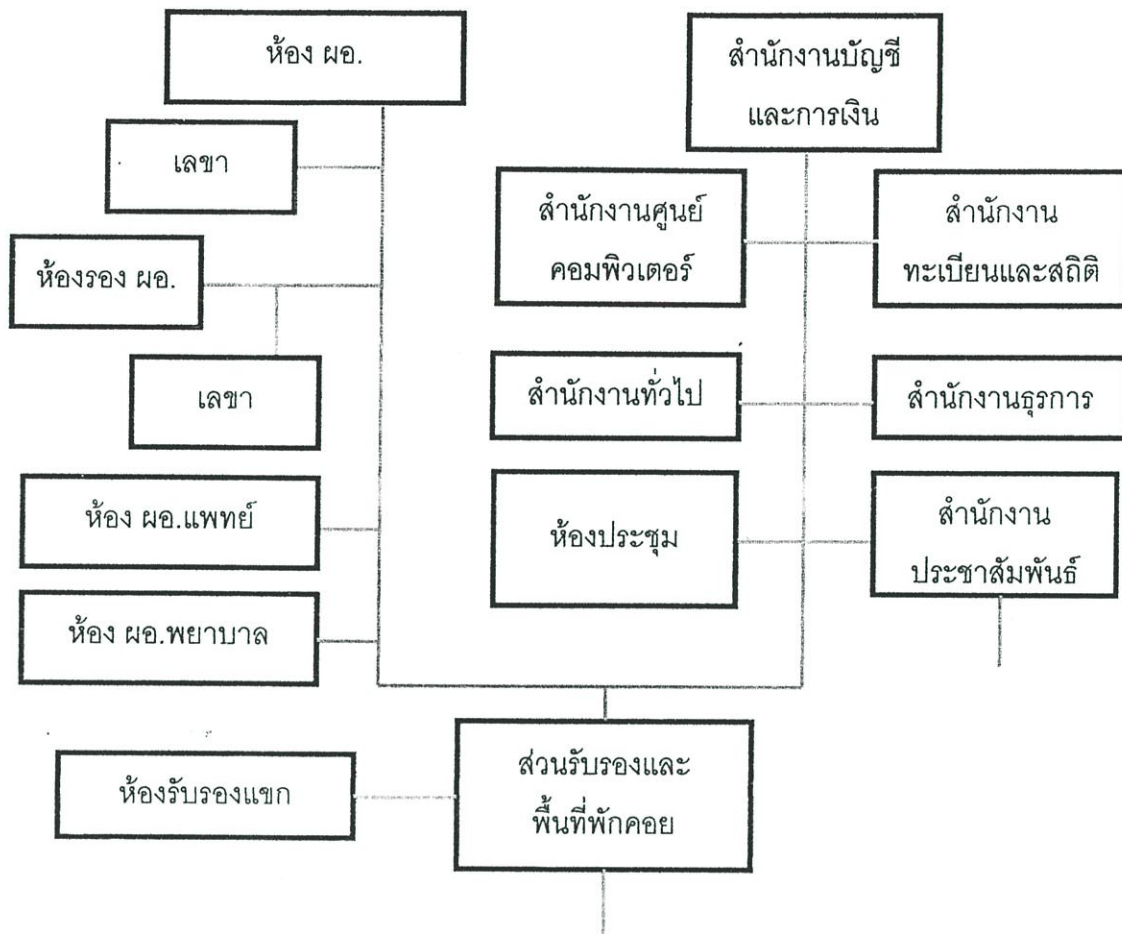 ห้อง ผอ.
สำนักงานบัญชี
และการเงิน
เลขา
สำนักงานศูนย์
คอมพิวเตอร์
สำนักงาน
ทะเบียนและสถิติ
ห้องรอง ผอ.
เลขา
สำนักงานทั่วไป
สำนักงานธุรการ
ห้อง ผอ.แพทย์
ห้องประชุม
สำนักงาน
ประชาสัมพันธ์
ห้อง ผอ.พยาบาล
ส่วนรับรองและ
พื้นที่พักคอย
ห้องรับรองแขก